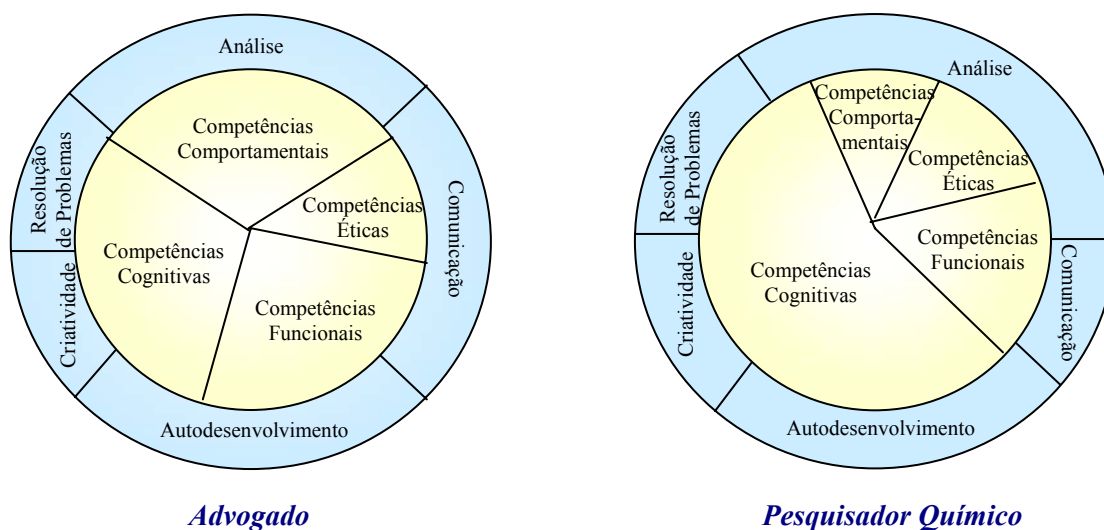 Análise
Resolução
de Problemas
Competências
Comportamentais
Comunicação
Competências
Éticas
Competências
Cognitivas
Criatividade
Competências
Funcionais
Autodesenvolvimento
Advogado
Análise
Resolução
de Problemas
Competências
Comporta-
mentais
Competências
Éticas
Competências
Funcionais
Competências
Cognitivas
Criatividade
Comunicação
Autodesenvolvimento
Pesquisador Químico